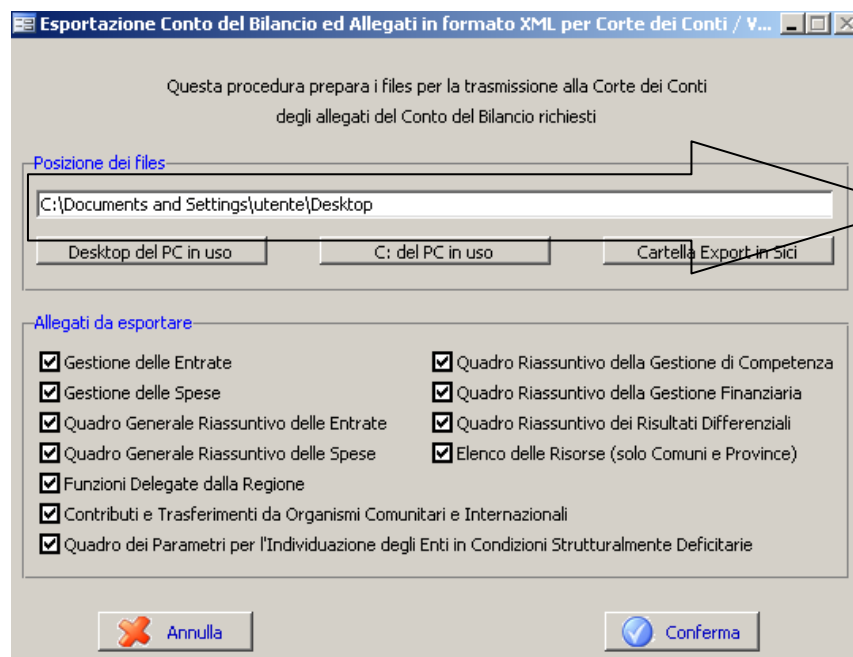 Esportazione Conto del Bilancio ed Allegati in formato XML per Corte dei Conti / V...
Questa procedura prepara i files per la trasmissione alla Corte dei Conti
degli allegati del Conto del Bilancio richiesti
Posizione dei files
C:\Documents and Settings\utente\Desktop
Desktop del PC in uso
C: del PC in uso
Cartella Export in Sici
Allegati da esportare
Gestione delle Entrate
Gestione delle Spese
Quadro Generale Riassuntivo delle Entrate
Quadro Generale Riassuntivo delle Spese
Funzioni Delegate dalla Regione
Contributi e Trasferimenti da Organismi Comunitari e Internazionali
Quadro dei Parametri per l'Individuazione degli Enti in Condizioni Strutturalmente Deficitarie
Quadro Riassuntivo della Gestione di Competenza
Quadro Riassuntivo della Gestione Finanziaria
Quadro Riassuntivo dei Risultati Differenziali
Elenco delle Risorse (solo Comuni e Province)
Annulla
Conferma